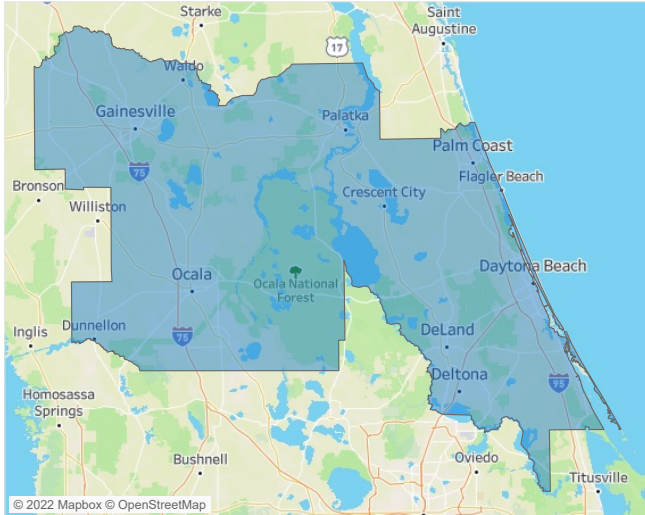 Starke
Saint
Augustine
17
Waldo
Gainesville
Palatka
Palm Coast
75
Flagler Beach
Bronson
Crescent City
Williston
Daytona Beach
Ocala
Ocala National
Forest
Inglis
Dunnellon
75
DeLand
Deltona
95
Homosassa
Springs
Bushnell
Oviedo
Titusville
© 2022 Mapbox © OpenStreetMap